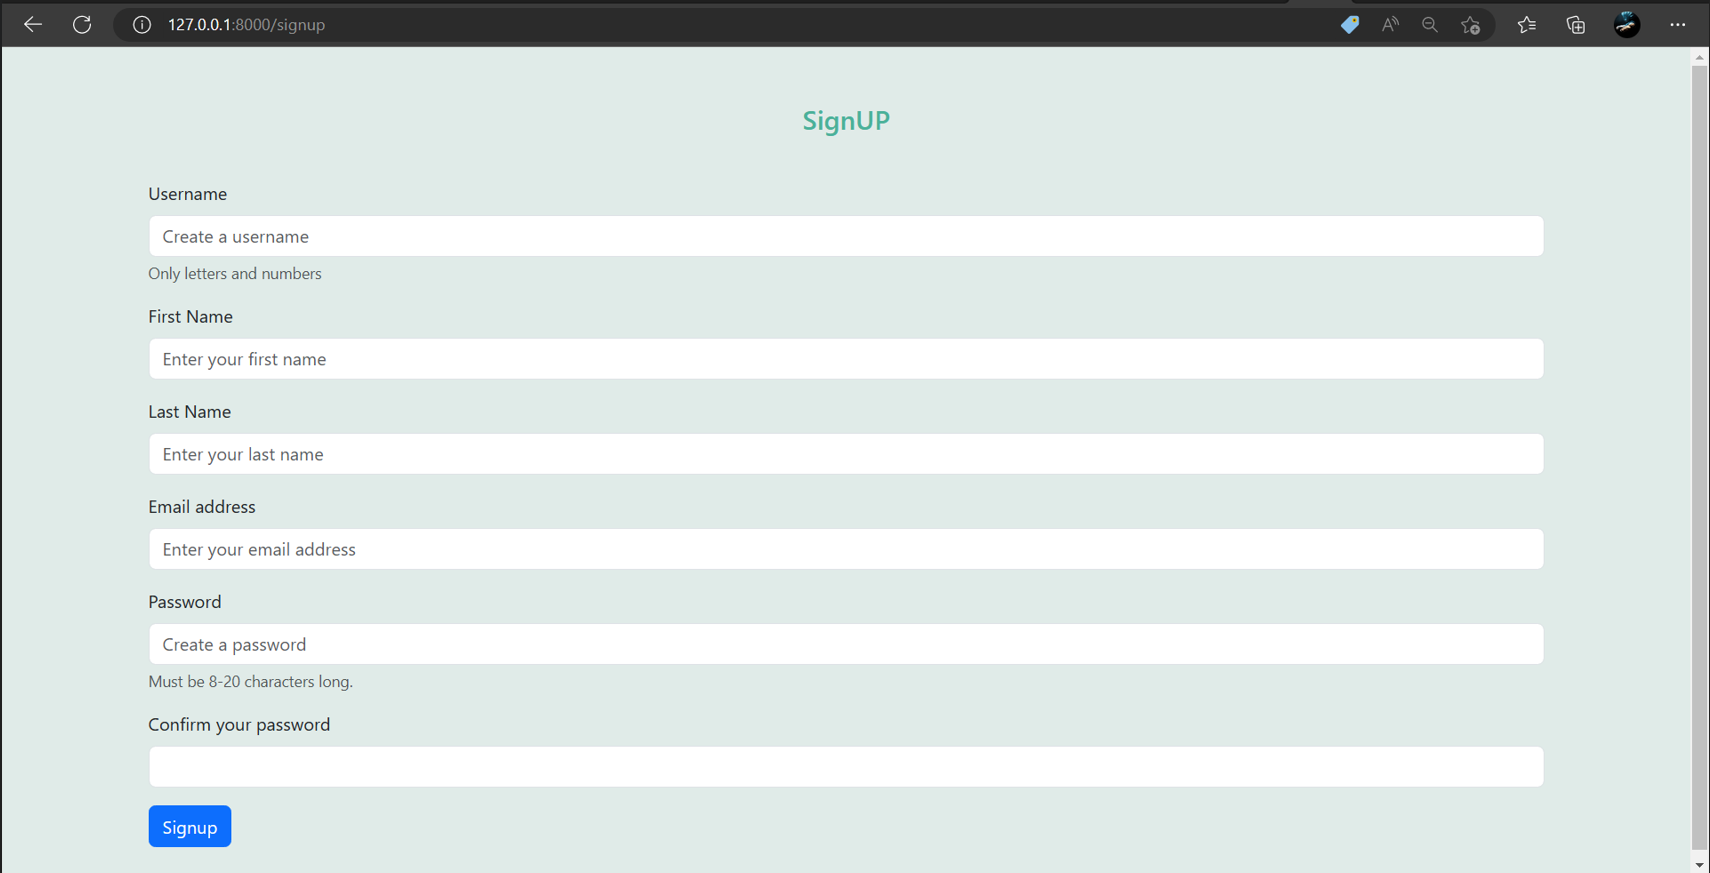 127.0.0.1:8000/signup
SignUP
Username
Create a username
Only letters and numbers
First Name
Enter your first name
Last Name
Enter your last name
Email address
Enter your email address
Password
Create a password
Must be 8-20 characters long.
Confirm your password
Signup